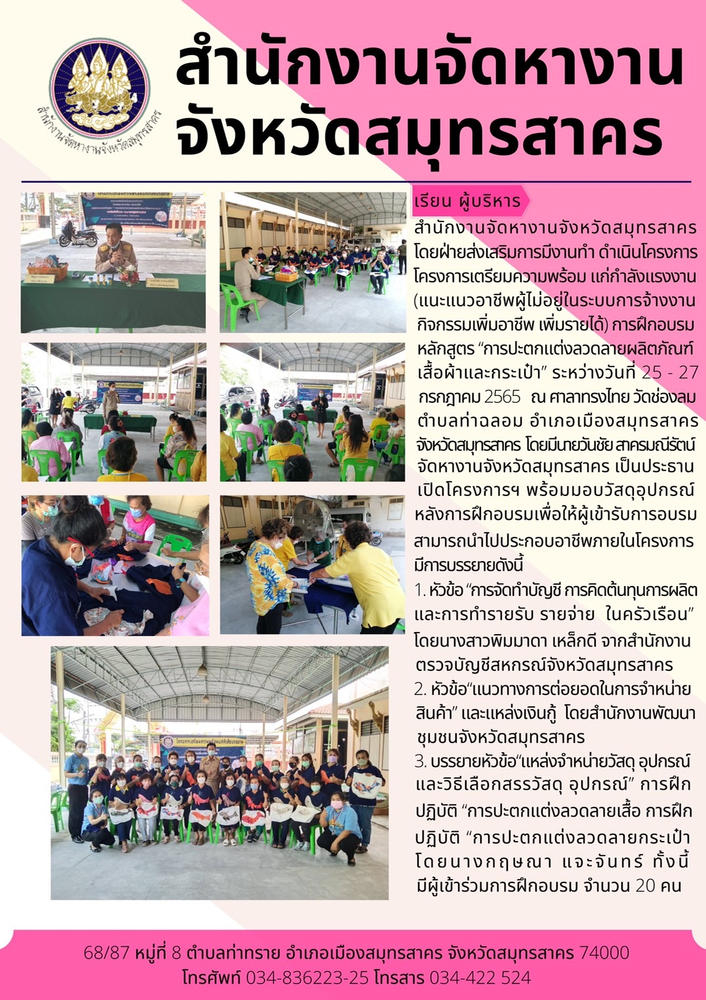 สำนักงานจัดหางาน
จังหวัดสมุทรสาคร
สำนักงานจัดหางานจังหวัดสมุทรสาคร
เรียน ผู้บริหาร
สำนักงานจัดหางานจังหวัดสมุทรสาคร
โดยฝ่ายส่งเสริมการมีงานทำ ดำเนินโครงการ
โครงการเตรียมความพร้อม แก่กำลังแรงงาน
(แนะแนวอาชีพผู้ไม่อยู่ในระบบการจ้างงาน
กิจกรรมเพิ่มอาชีพ เพิ่มรายได้) การฝึกอบรม
หลักสูตร “การปะตกแต่งลวดลายผลิตภัณฑ์
เสื้อผ้าและกระเป๋า” ระหว่างวันที่ 25 - 27
กรกฎาคม 2565 ณ ศาลาทรงไทย วัดช่องลม
ตำบลท่าฉลอม อำเภอเมืองสมุทรสาคร
จังหวัดสมุทรสาคร โดยมีนายวันชัย สาครมณีรัตน์
จัดหางานจังหวัดสมุทรสาคร เป็นประธาน
เปิดโครงการฯ พร้อมมอบวัสดุอุปกรณ์
หลังการฝึกอบรมเพื่อให้ผู้เข้ารับการอบรม
สามารถนำไปประกอบอาชีพภายในโครงการ
มีการบรรยายดังนี้
1. หัวข้อ “การจัดทำบัญชี การคิดต้นทุนการผลิต
และการทำรายรับ รายจ่าย ในครัวเรือน”
โดยนางสาวพิมมาดา เหล็กดี จากสำนักงาน
ตรวจบัญชีสหกรณ์จังหวัดสมุทรสาคร
2. หัวข้อ“แนวทางการต่อยอดในการจำหน่าย
สินค้า” และแหล่งเงินกู้ โดยสำนักงานพัฒนา
ชุมชนจังหวัดสมุทรสาคร
3. บรรยายหัวข้อ“แหล่งจำหน่ายวัสดุ อุปกรณ์
และวิธีเลือกสรรวัสดุ อุปกรณ์” การฝึก
ปฏิบัติ “การปะตกแต่งลวดลายเสื้อ การฝึก
ปฏิบัติ “การปะตกแต่งลวดลายกระเป๋า
โดยนางกฤษณา แจะจันทร์ ทั้งนี้
มีผู้เข้าร่วมการฝึกอบรม จำนวน 20 คน
โครงการเตรียมความพร้อมแก่กำลังแรงงาน
68/87 หมู่ที่ 8 ตำบลท่าทราย อำเภอเมืองสมุทรสาคร จังหวัดสมุทรสาคร 74000
โทรศัพท์ 034-836223-25 โทรสาร 034-422 524